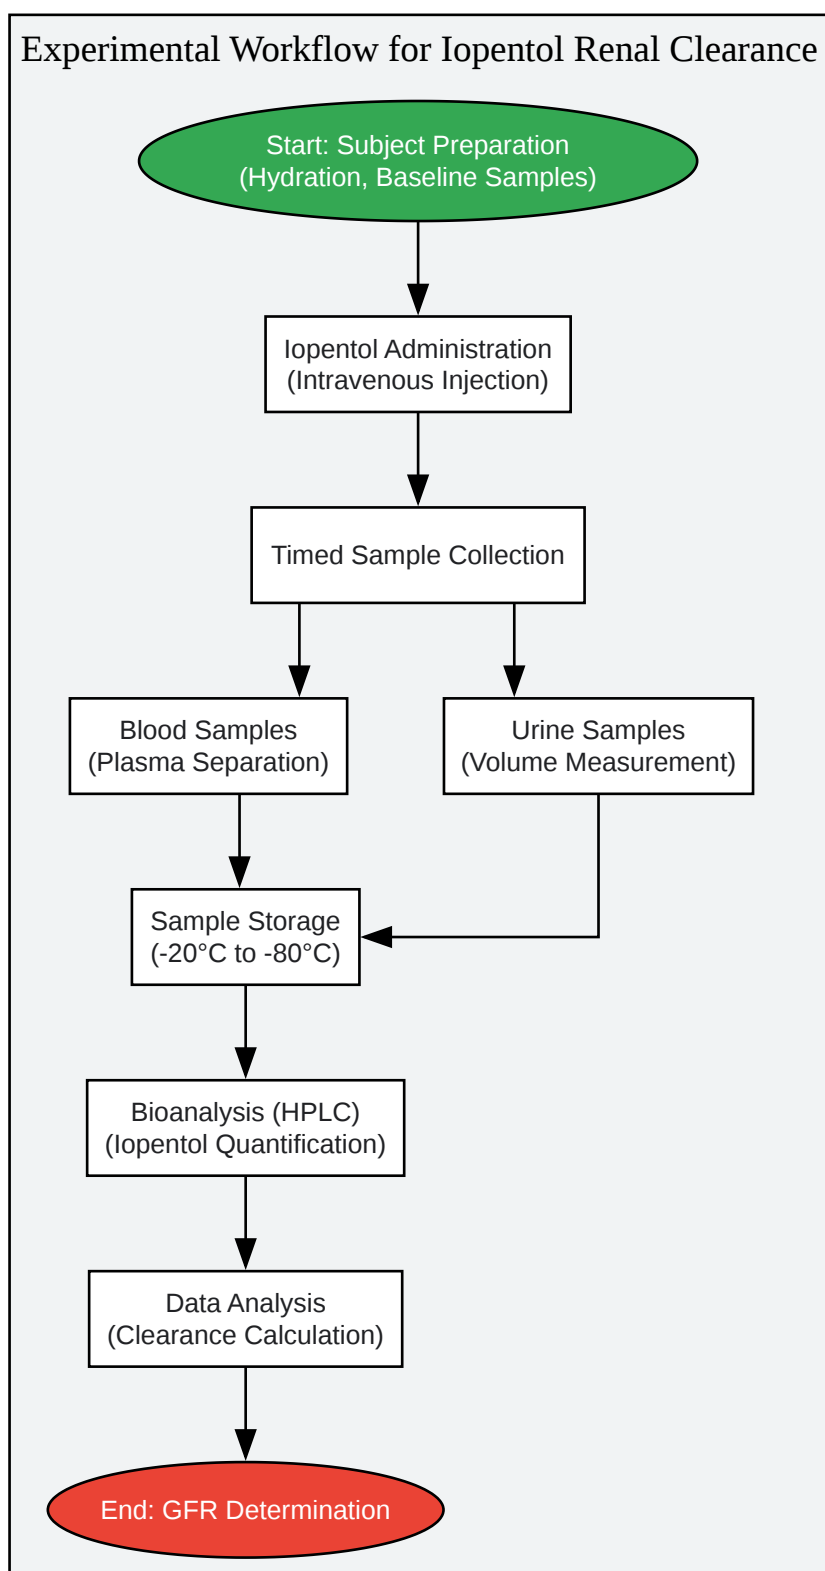 Experimental Workflow for Iopentol Renal Clearance
Start: Subject Preparation
(Hydration, Baseline Samples)
Iopentol Administration
(Intravenous Injection)
Timed Sample Collection
Blood Samples
(Plasma Separation)
Urine Samples
(Volume Measurement)
Sample Storage
(-20°C to -80°C)
Bioanalysis (HPLC)
(Iopentol Quantification)
Data Analysis
(Clearance Calculation)
End: GFR Determination